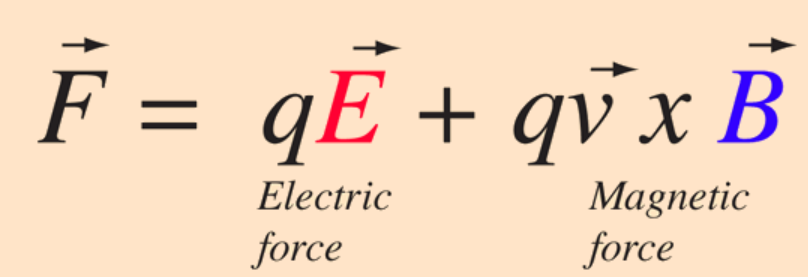 F⃗ = qE⃗ + qv⃗ x B⃗
Electric Magnetic
force force